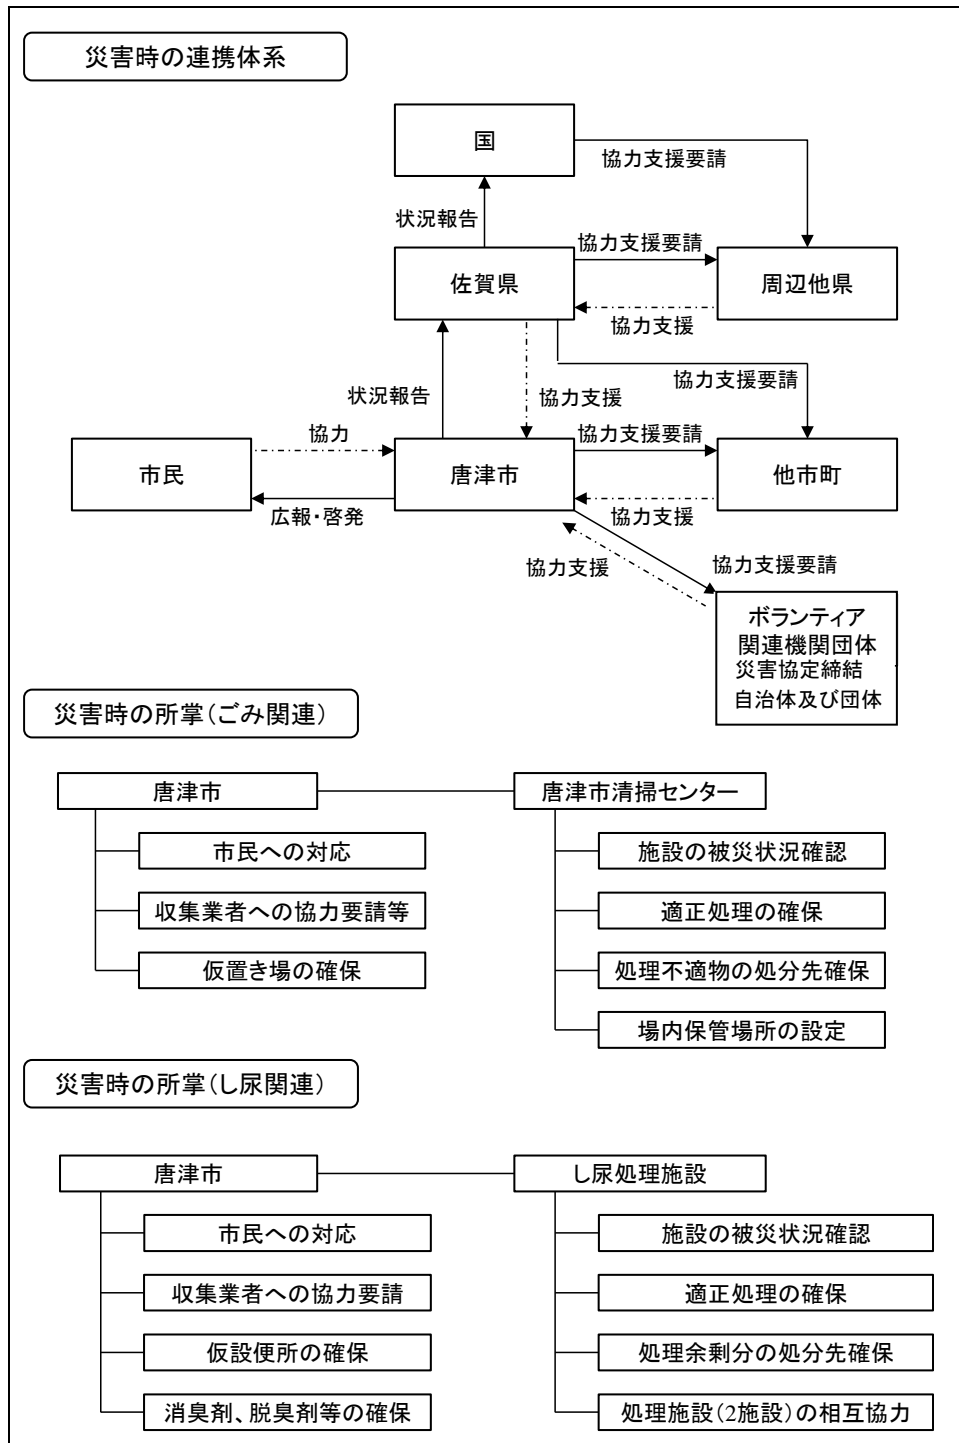 災害時の連携体系
国
協力支援要請
状況報告
協力支援要請
佐賀県
周辺他県
協力支援
協力支援要請
状況報告
協力支援
協力
協力支援要請
市民
唐津市
他市町
広報・啓発
協力支援
協力支援
協力支援要請
ボランティア
関連機関団体
災害協定締結
自治体及び団体
災害時の所掌(ごみ関連)
唐津市
唐津市清掃センター
市民への対応
施設の被災状況確認
収集業者への協力要請等
適正処理の確保
仮置き場の確保
処理不適物の処分先確保
場内保管場所の設定
災害時の所掌(し尿関連)
唐津市
し尿処理施設
市民への対応
施設の被災状況確認
収集業者への協力要請
適正処理の確保
仮設便所の確保
処理余剰分の処分先確保
消臭剤、脱臭剤等の確保
処理施設(2施設)の相互協力